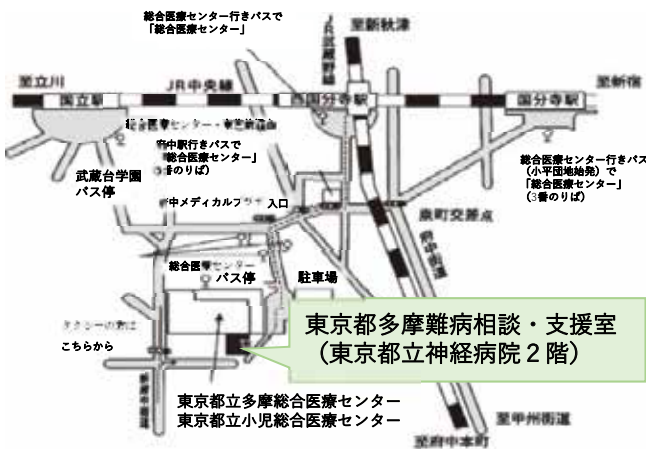 総合医療センター行きバスで
「総合医療センター」
JR武蔵野線
至新秋津
至立川
JR中央線
至新宿
国立駅
西国分寺駅
国分寺駅
総合医療センター・
府中駅行きバスで
「総合医療センター」
武蔵台学園
バス停
総合医療センター行きバス
(小平団地始発)で
「総合医療センター」
(3番のりば)
入口
泉町交差点
府中街道
総合医療センター
バス停
駐車場
こちらから
東京都多摩難病相談・支援室
(東京都立神経病院2階)
東京都立多摩総合医療センター
東京都立小児総合医療センター
至甲州街道
至府中本町